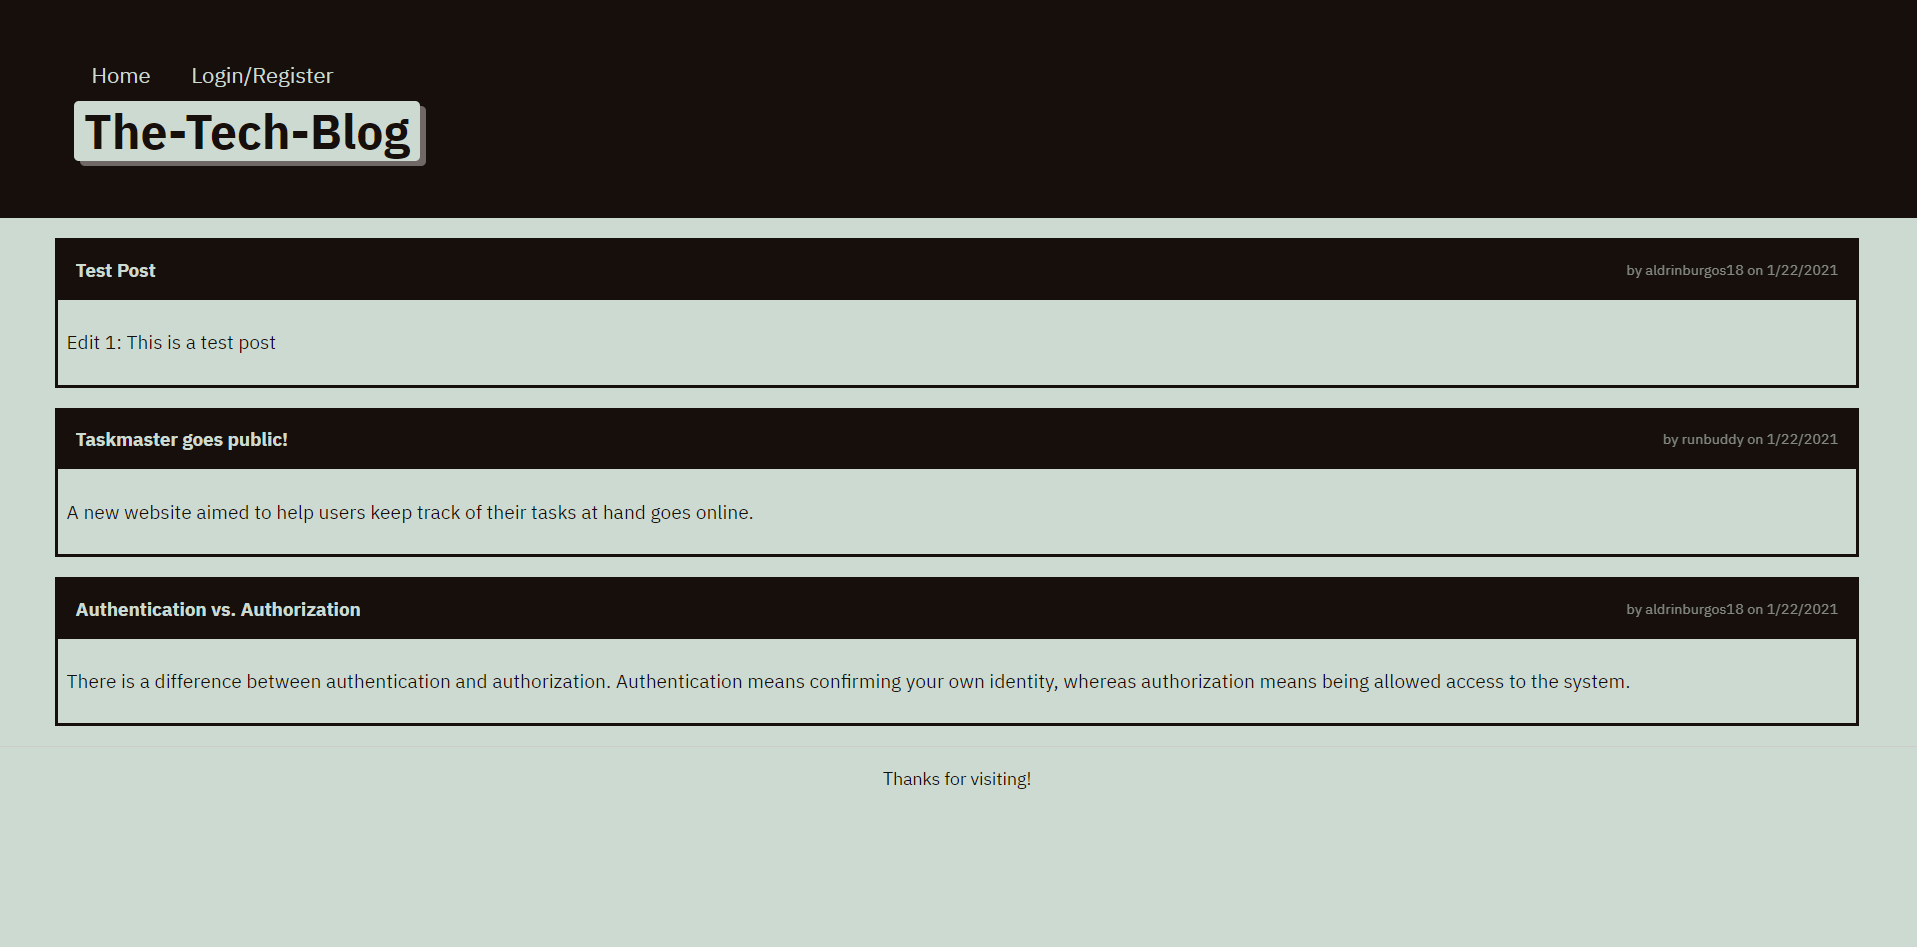 Home Login/Register
The-Tech-Blog
Test Post by aldrinburgos18 on 1/22/2021
Edit 1: This is a test post
Taskmaster goes public! by runbuddy on 1/22/2021
A new website aimed to help users keep track of their tasks at hand goes online.
Authentication vs. Authorization by aldrinburgos18 on 1/22/2021
There is a difference between authentication and authorization. Authentication means confirming your own identity, whereas authorization means being allowed access to the system.
Thanks for visiting!